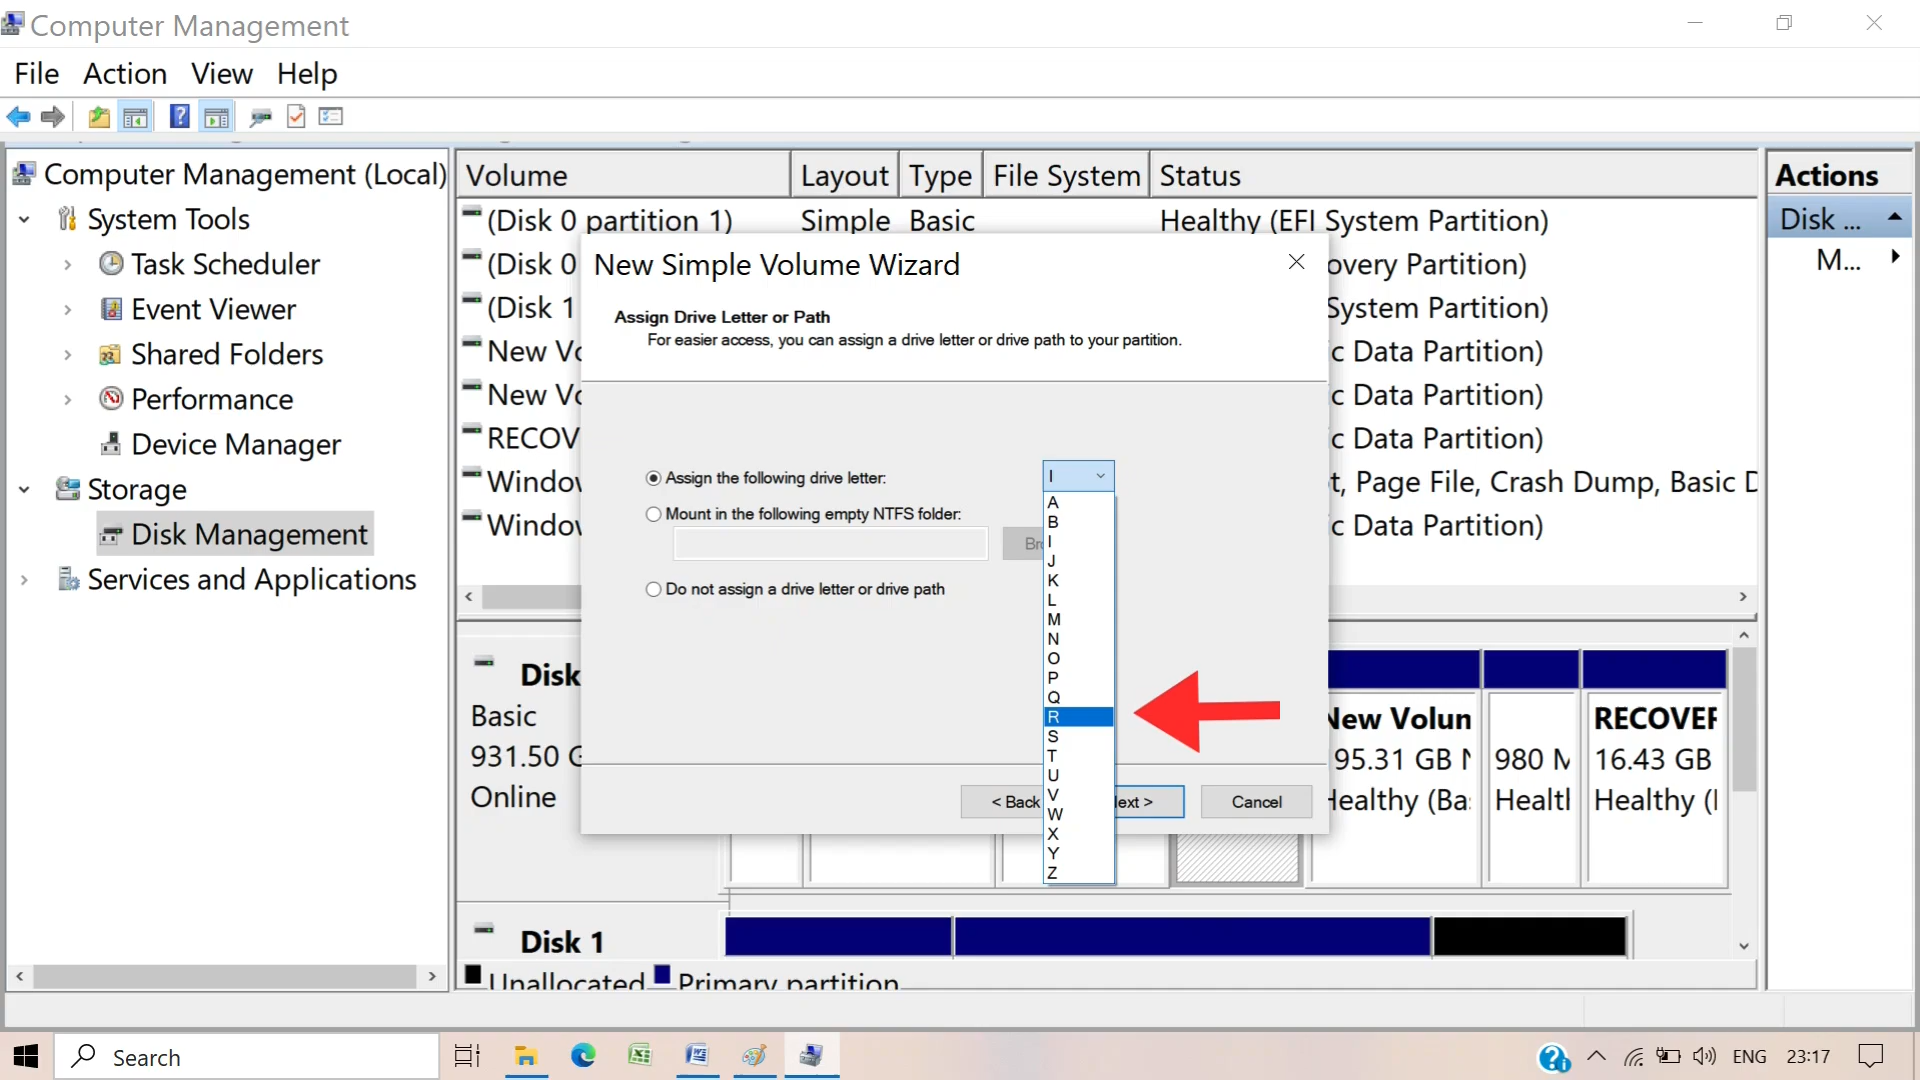 Computer Management
File Action View Help
Computer Management (Local)
System Tools
Task Scheduler
Event Viewer
Shared Folders
Performance
Device Manager
Storage
Disk Management
Services and Applications
Volume Layout Type File System Status
(Disk 0 partition 1) Simple Basic Healthy (EFI System Partition)
(Disk 0 overy Partition)
(Disk 1 System Partition)
New Vo c Data Partition)
New Vo c Data Partition)
RECOV c Data Partition)
Window t, Page File, Crash Dump, Basic D
Window c Data Partition)
Actions
Disk ...
M...
New Simple Volume Wizard
Assign Drive Letter or Path
For easier access, you can assign a drive letter or drive path to your partition.
Assign the following drive letter: I
Mount in the following empty NTFS folder:
Bro
Do not assign a drive letter or drive path
A
B
I
J
K
L
M
N
O
P
Q
R
S
T
U
V
W
X
Y
Z
< Back ext > Cancel
Disk
Basic
931.50 G
Online
New Volum
95.31 GB N
Healthy (Ba
980 M
Healtl
RECOVER
16.43 GB
Healthy (
Disk 1
Unallocated Primary partition
Search
ENG 23:17